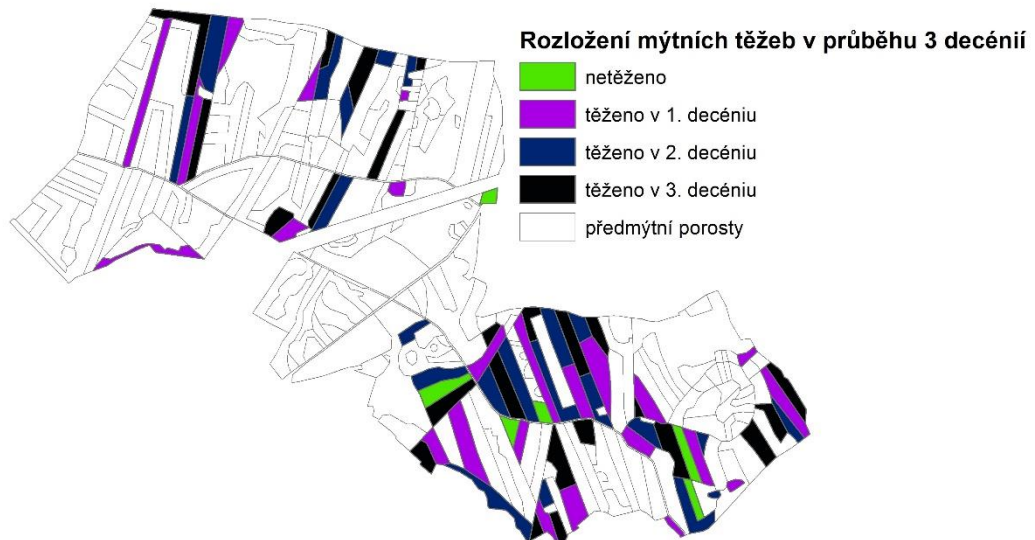 Rozložení mýtních těžeb v průběhu 3 decénií
netěženo
těženo v 1. decéniu
těženo v 2. decéniu
těženo v 3. decéniu
předmýtní porosty